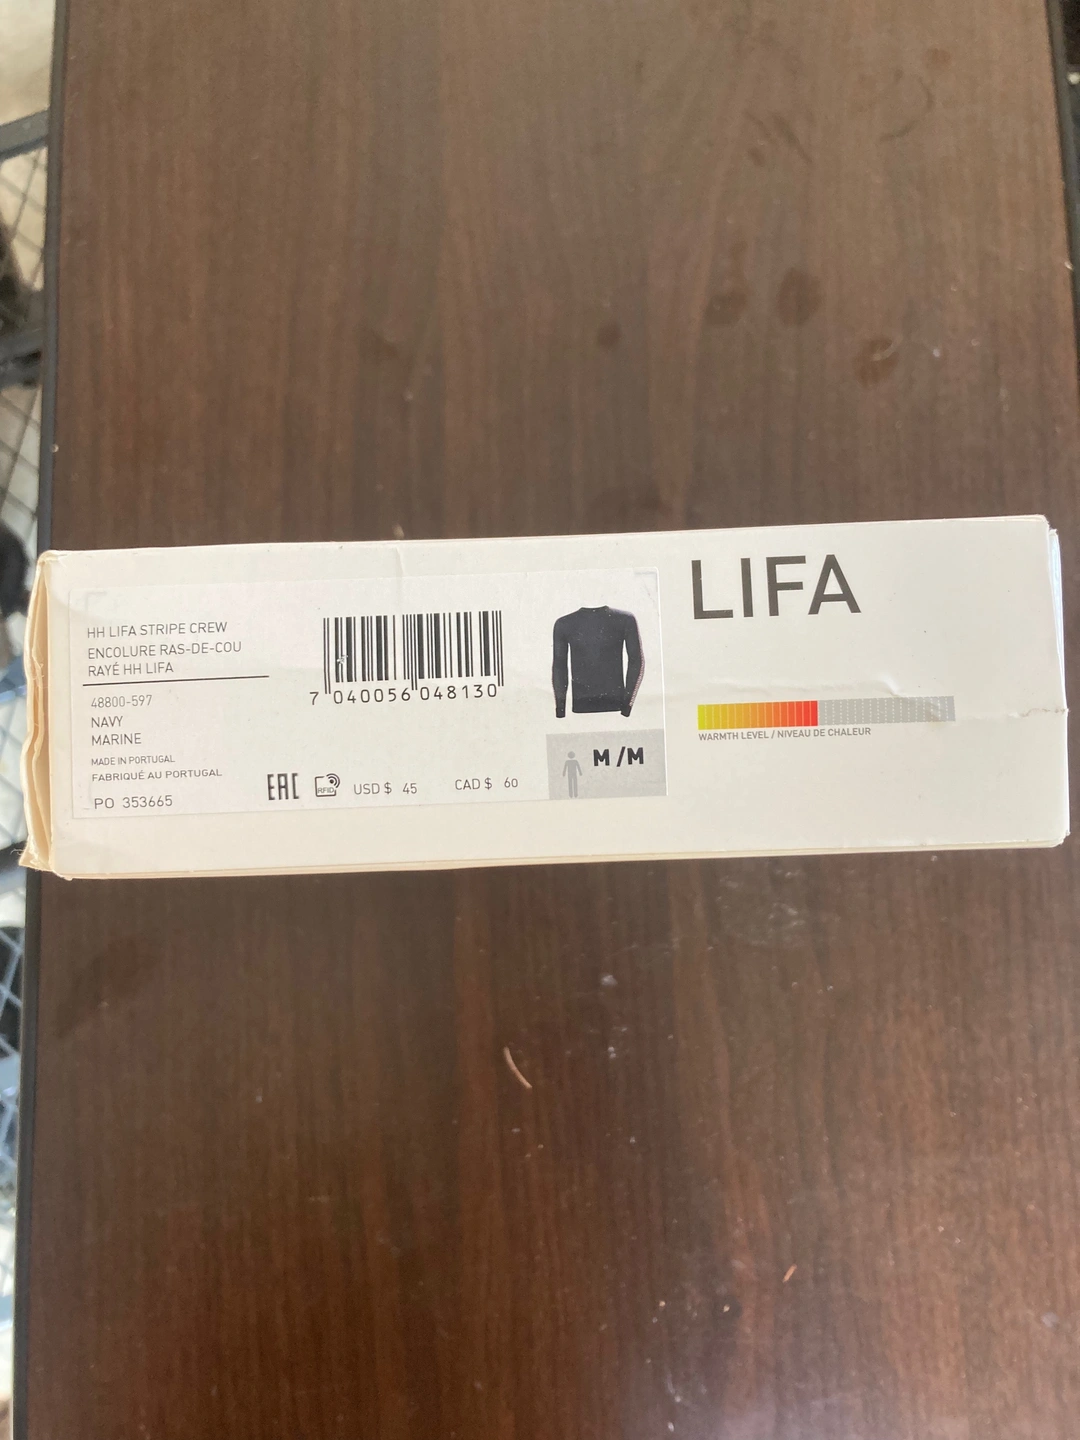 HH LIFA STRIPE CREW
ENCOLURE RAS-DE-COU
RAYÉ HH LIFA
48800-597
NAVY
MARINE
MADE IN PORTUGAL
FABRIQUÉ AU PORTUGAL
PO 353665
7 040056 048130
EAC
RFID
USD $ 45
CAD $ 60
M/M
LIFA
WARMTH LEVEL / NIVEAU DE CHALEUR